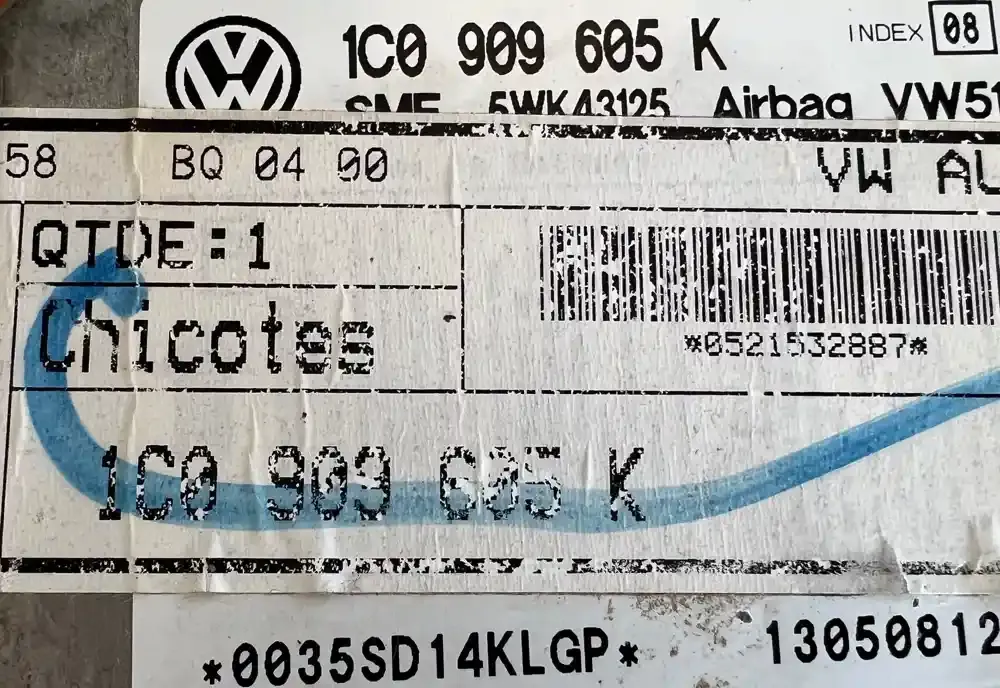 1C0 909 605 K
INDEX 08
SME 5WK43125 Airbag VW51
58 BQ 04 00
VW AL
QTDE:1
Chicotes
*0521532887*
1C0 909 605 K
*0035SD14KLGP* 13050812